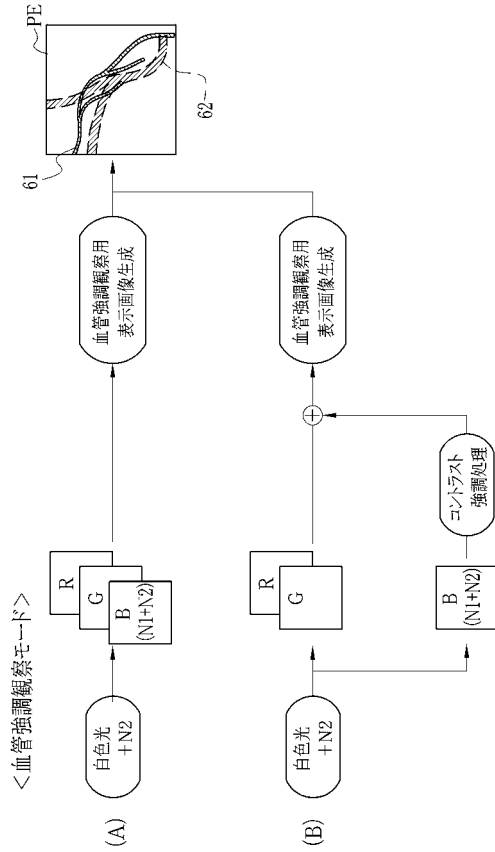 <血管強調観察モード>
(A)
白色光
+N2
R
G
B
(N1+N2)
血管強調観察用
表示画像生成
61
PE
62
(B)
白色光
+N2
R
G
B
(N1+N2)
コントラスト
強調処理
+
血管強調観察用
表示画像生成